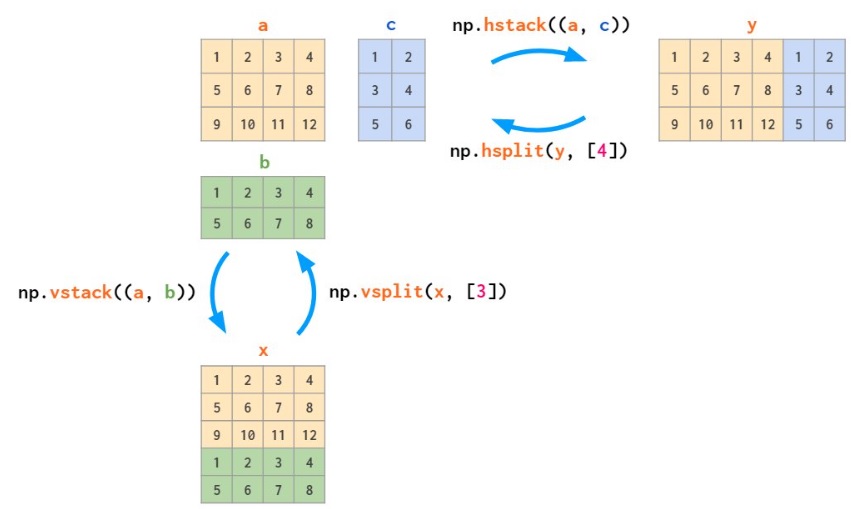 a c np.hstack((a, c)) y
1 2 3 4 1 2 1 2 3 4 1 2
5 6 7 8 3 4 5 6 7 8 3 4
9 10 11 12 5 6 9 10 11 12 5 6
np.hsplit(y, [4])
b
1 2 3 4
5 6 7 8
np.vstack((a, b)) np.vsplit(x, [3])
x
1 2 3 4
5 6 7 8
9 10 11 12
1 2 3 4
5 6 7 8